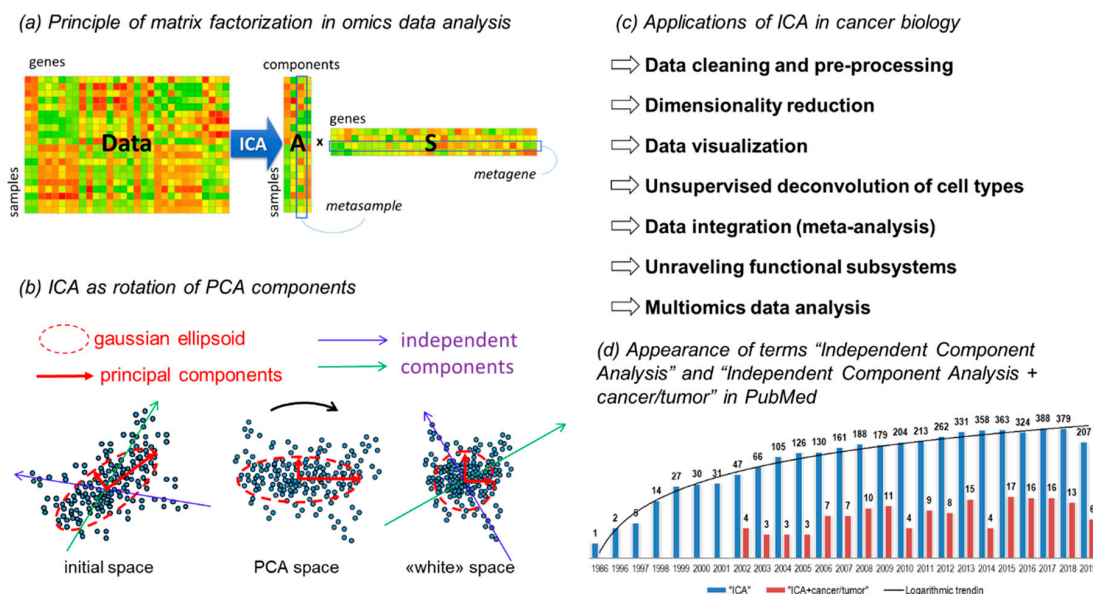 (a) Principle of matrix factorization in omics data analysis
genes
components
samples
Data
ICA
A
x
genes
S
samples
metagene
metasample
(b) ICA as rotation of PCA components
gaussian ellipsoid
principal components
independent
components
initial space
PCA space
«white» space
(c) Applications of ICA in cancer biology
Data cleaning and pre-processing
Dimensionality reduction
Data visualization
Unsupervised deconvolution of cell types
Data integration (meta-analysis)
Unraveling functional subsystems
Multiomics data analysis
(d) Appearance of terms “Independent Component
Analysis” and “Independent Component Analysis +
cancer/tumor” in PubMed
1 2 5 14 27 30 31 47 66 105 126 130 161 188 179 204 213 262 331 358 363 324 388 379 207
4 3 3 3 7 7 10 11 4 9 8 15 4 17 16 16 13 6
1986 1996 1997 1998 1999 2000 2001 2002 2003 2004 2005 2006 2007 2008 2009 2010 2011 2012 2013 2014 2015 2016 2017 2018 2019
"ICA" "ICA+cancer/tumor" Logarithmic trendin